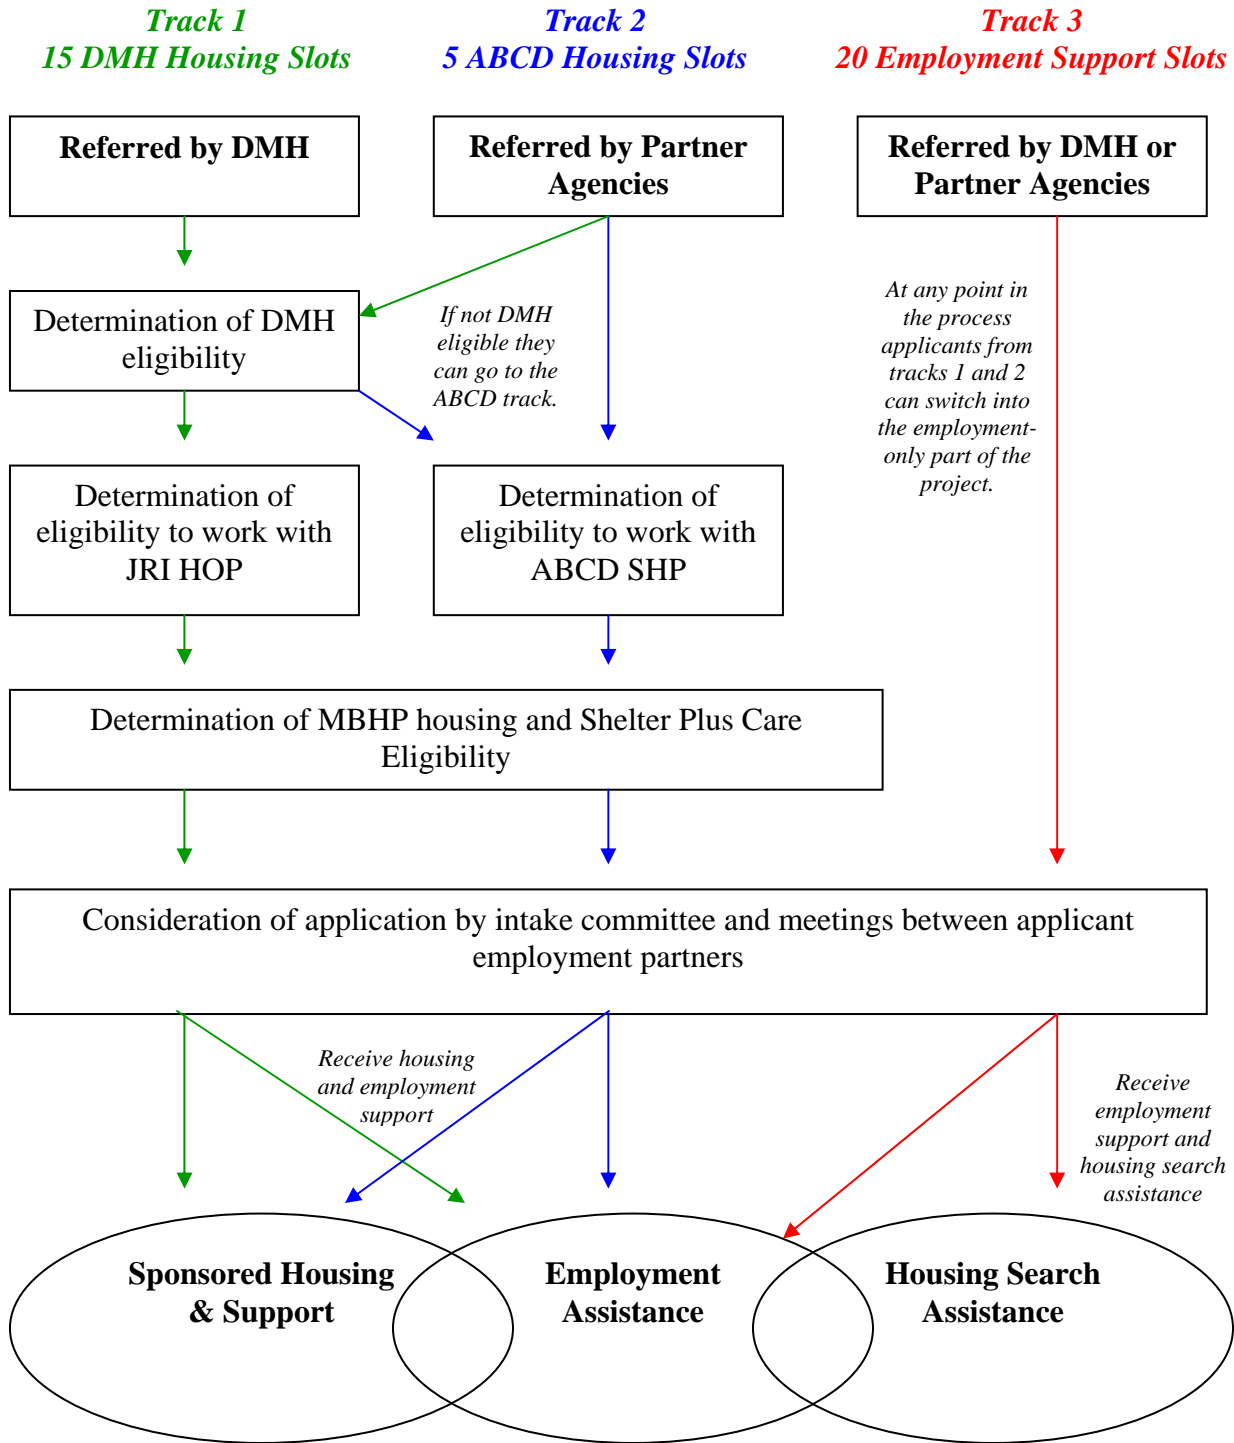 Track 1
15 DMH Housing Slots
Track 2
5 ABCD Housing Slots
Track 3
20 Employment Support Slots
Referred by DMH
Referred by Partner
Agencies
Referred by DMH or
Partner Agencies
Determination of DMH
eligibility
If not DMH
eligible they
can go to the
ABCD track.
At any point in
the process
applicants from
tracks 1 and 2
can switch into
the employment-
only part of the
project.
Determination of
eligibility to work with
JRI HOP
Determination of
eligibility to work with
ABCD SHP
Determination of MBHP housing and Shelter Plus Care
Eligibility
Consideration of application by intake committee and meetings between applicant
employment partners
Receive housing
and employment
support
Receive
employment
support and
housing search
assistance
Sponsored Housing
& Support
Employment
Assistance
Housing Search
Assistance